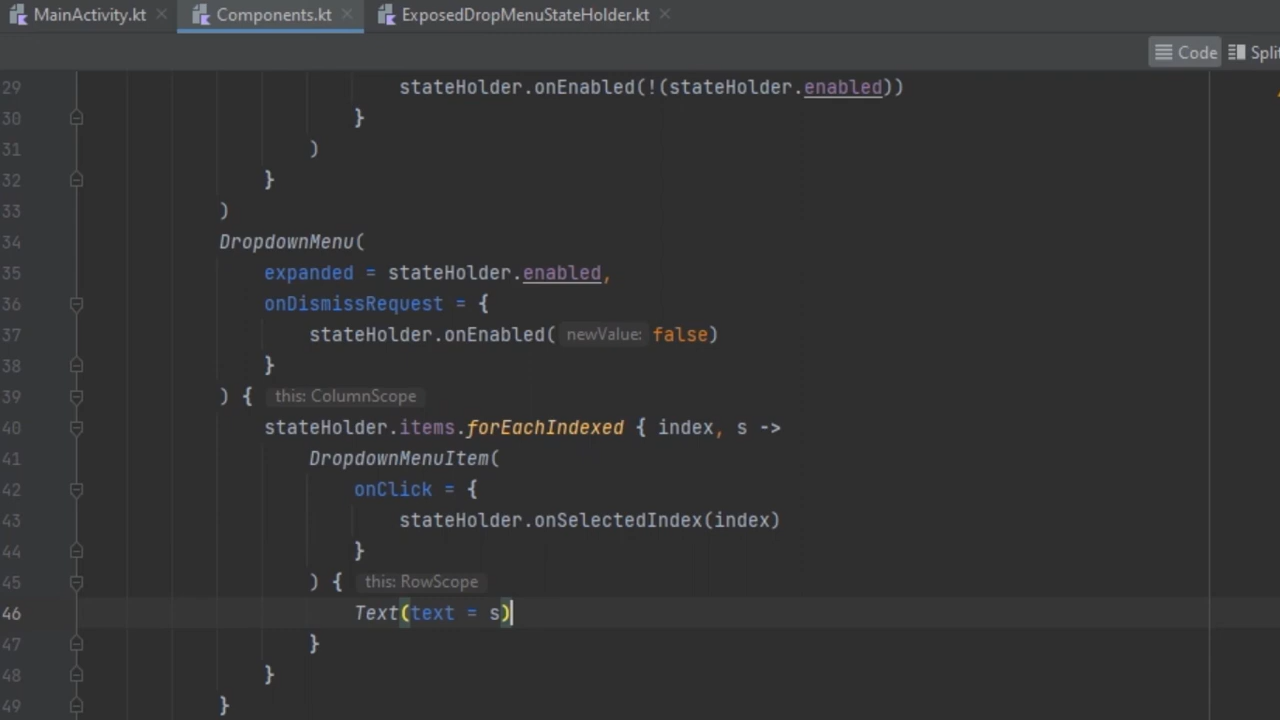 MainActivity.kt Components.kt ExposedDropMenuStateHolder.kt
Code Split
29 stateHolder.onEnabled(!(stateHolder.enabled))
30 }
31 )
32 }
33 )
34 DropdownMenu(
35 expanded = stateHolder.enabled,
36 onDismissRequest = {
37 stateHolder.onEnabled( newValue: false)
38 }
39 ) { this: ColumnScope
40 stateHolder.items.forEachIndexed { index, s ->
41 DropdownMenuItem(
42 onClick = {
43 stateHolder.onSelectedIndex(index)
44 }
45 ) { this: RowScope
46 Text(text = s)
47 }
48 }
49 }